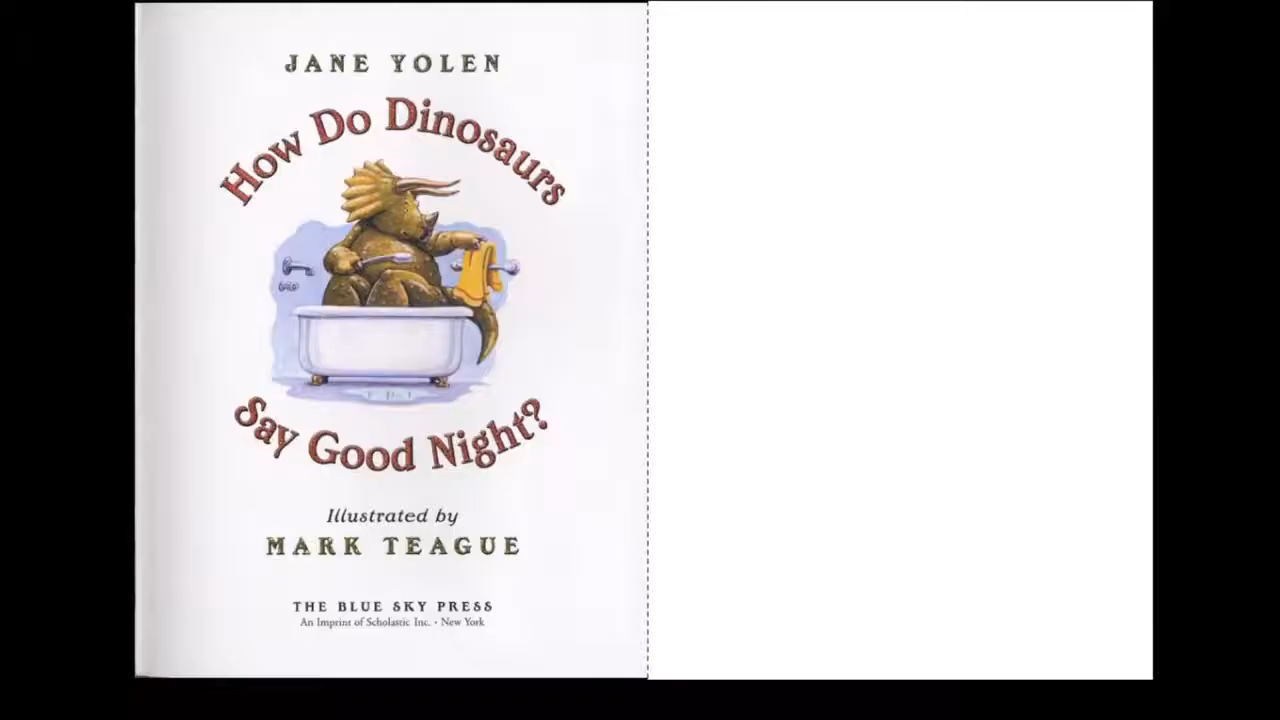 JANE YOLEN
How Do Dinosaurs
Say Good Night?
Illustrated by
MARK TEAGUE
THE BLUE SKY PRESS
An Imprint of Scholastic Inc. • New York